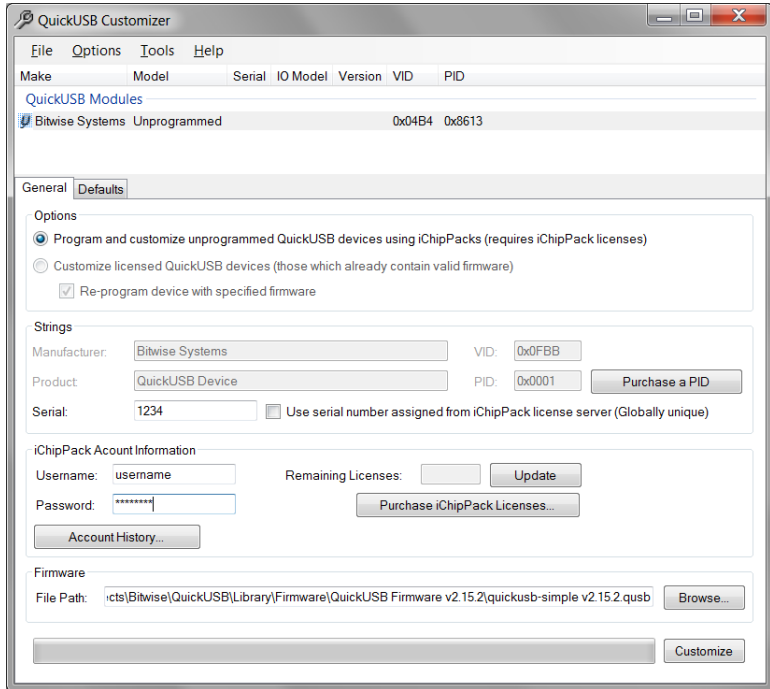 QuickUSB Customizer
File Options Tools Help
Make Model Serial IO Model Version VID PID
QuickUSB Modules
Bitwise Systems Unprogrammed 0x04B4 0x8613
General Defaults
Options
Program and customize unprogrammed QuickUSB devices using iChipPacks (requires iChipPack licenses)
Customize licensed QuickUSB devices (those which already contain valid firmware)
Re-program device with specified firmware
Strings
Manufacturer: Bitwise Systems VID: 0x0FBB
Product: QuickUSB Device PID: 0x0001 Purchase a PID
Serial: 1234 Use serial number assigned from iChipPack license server (Globally unique)
iChipPack Acount Information
Username: username Remaining Licenses: Update
Password: ******** Purchase iChipPack Licenses...
Account History...
Firmware
File Path: cts\Bitwise\QuickUSB\Library\Firmware\QuickUSB Firmware v2.15.2\quickusb-simple v2.15.2.qusb Browse...
Customize